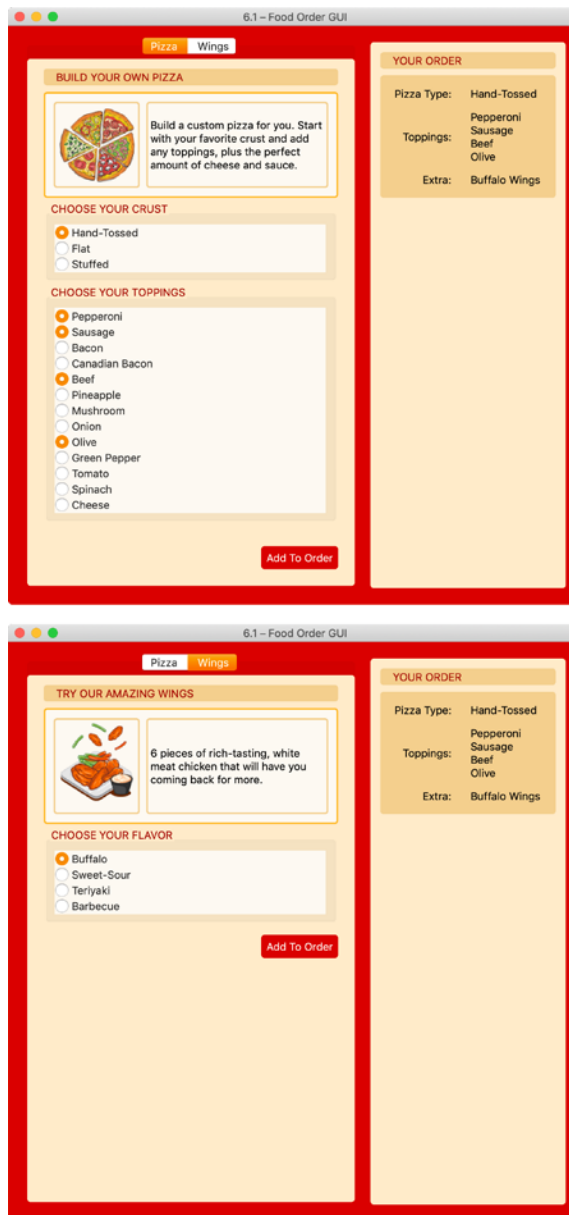 6.1 – Food Order GUI
Pizza Wings
BUILD YOUR OWN PIZZA
Build a custom pizza for you. Start
with your favorite crust and add
any toppings, plus the perfect
amount of cheese and sauce.
CHOOSE YOUR CRUST
Hand-Tossed
Flat
Stuffed
CHOOSE YOUR TOPPINGS
Pepperoni
Sausage
Bacon
Canadian Bacon
Beef
Pineapple
Mushroom
Onion
Olive
Green Pepper
Tomato
Spinach
Cheese
Add To Order
YOUR ORDER
Pizza Type: Hand-Tossed
Toppings: Pepperoni
Sausage
Beef
Olive
Extra: Buffalo Wings
6.1 – Food Order GUI
Pizza Wings
TRY OUR AMAZING WINGS
6 pieces of rich-tasting, white
meat chicken that will have you
coming back for more.
CHOOSE YOUR FLAVOR
Buffalo
Sweet-Sour
Teriyaki
Barbecue
Add To Order
YOUR ORDER
Pizza Type: Hand-Tossed
Toppings: Pepperoni
Sausage
Beef
Olive
Extra: Buffalo Wings